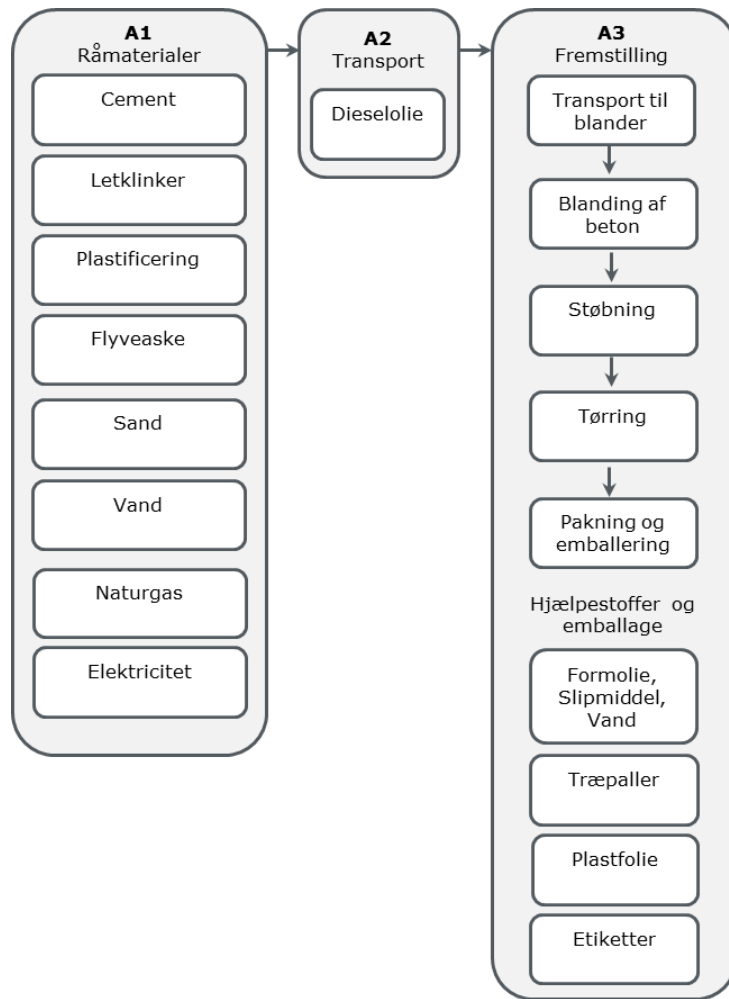 A1
Råmaterialer
Cement
Letklinker
Plastificering
Flyveaske
Sand
Vand
Naturgas
Elektricitet
A2
Transport
Dieselolie
A3
Fremstilling
Transport til
blander
Blanding af
beton
Støbning
Tørring
Pakning og
emballering
Hjælpestoffer og
emballage
Formolie,
Slipmiddel,
Vand
Træpaller
Plastfolie
Etiketter